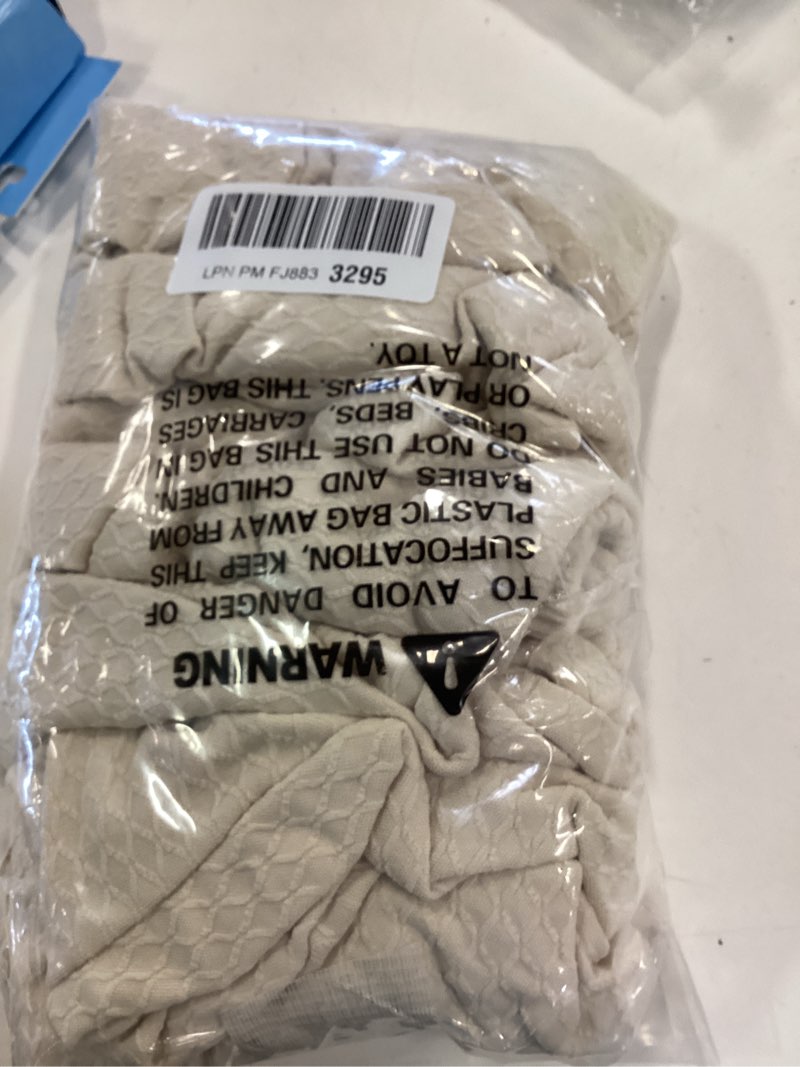 LPN PM FJ883 3295
WARNING
TO AVOID DANGER OF
SUFFOCATION, KEEP THIS
PLASTIC BAG AWAY FROM
BABIES AND CHILDREN.
DO NOT USE THIS BAG IN
CRIBS, BEDS, CARRIAGES
OR PLAY PENS. THIS BAG IS
NOT A TOY.